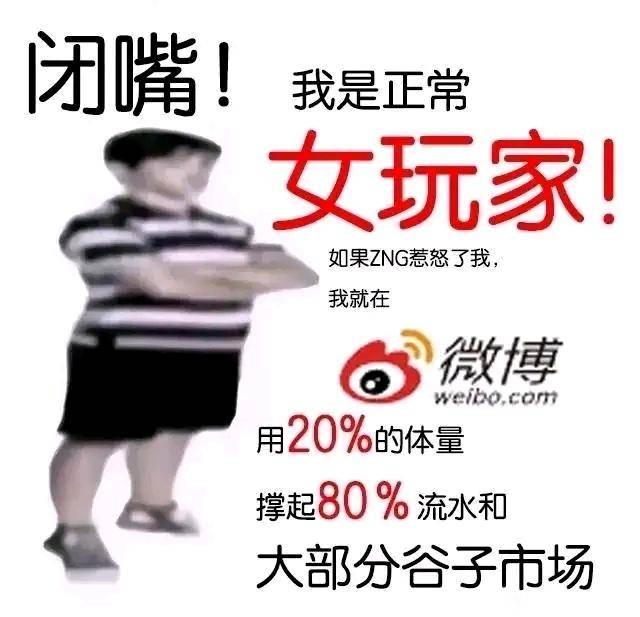 闭嘴！
我是正常
女玩家！
如果ZNG惹怒了我，
我就在
微博
weibo.com
用20%的体量
撑起80%流水和
大部分谷子市场